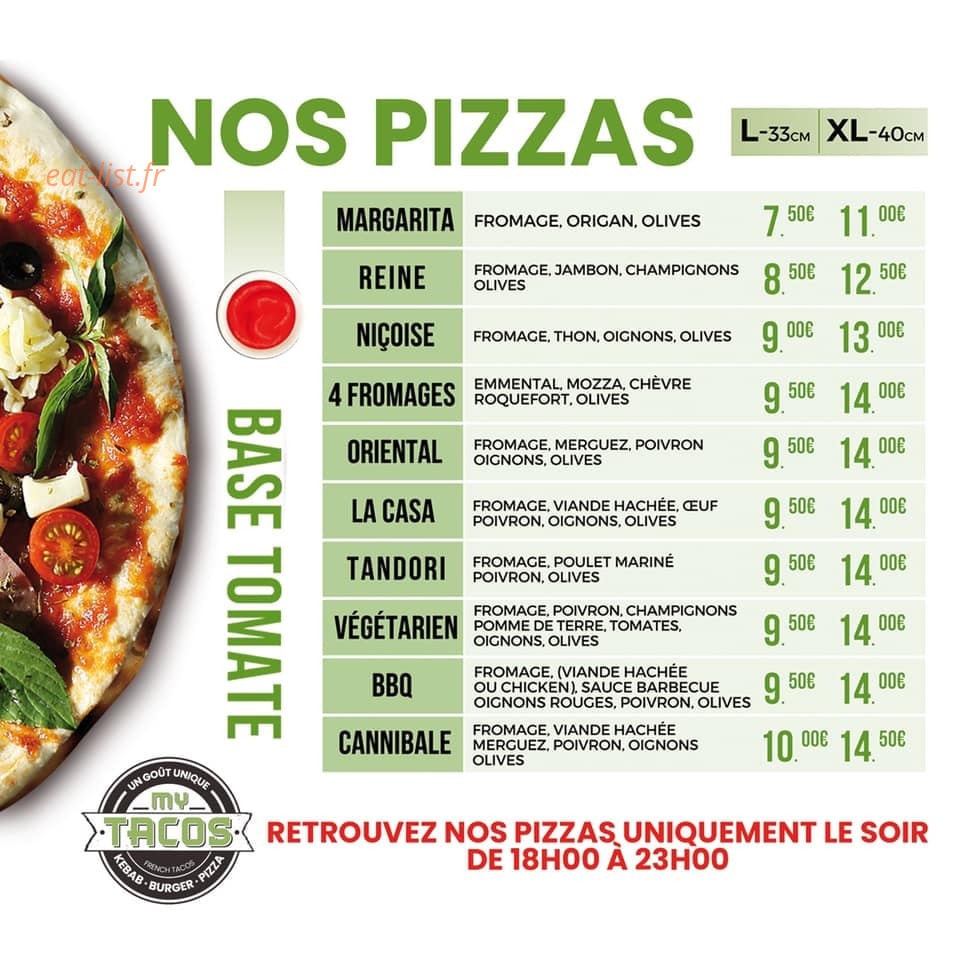 NOS PIZZAS
L-33CM XL-40CM
eat-list.fr
BASE TOMATE
MARGARITA FROMAGE, ORIGAN, OLIVES 7.50€ 11.00€
REINE FROMAGE, JAMBON, CHAMPIGNONS
OLIVES 8.50€ 12.50€
NIÇOISE FROMAGE, THON, OIGNONS, OLIVES 9.00€ 13.00€
4 FROMAGES EMMENTAL, MOZZA, CHÈVRE
ROQUEFORT, OLIVES 9.50€ 14.00€
ORIENTAL FROMAGE, MERGUEZ, POIVRON
OIGNONS, OLIVES 9.50€ 14.00€
LA CASA FROMAGE, VIANDE HACHÉE, ŒUF
POIVRON, OIGNONS, OLIVES 9.50€ 14.00€
TANDORI FROMAGE, POULET MARINÉ
POIVRON, OLIVES 9.50€ 14.00€
VÉGÉTARIEN FROMAGE, POIVRON, CHAMPIGNONS
POMME DE TERRE, TOMATES,
OIGNONS, OLIVES 9.50€ 14.00€
BBQ FROMAGE, (VIANDE HACHÉE
OU CHICKEN), SAUCE BARBECUE
OIGNONS ROUGES, POIVRON, OLIVES 9.50€ 14.00€
CANNIBALE FROMAGE, VIANDE HACHÉE
MERGUEZ, POIVRON, OIGNONS
OLIVES 10.00€ 14.50€
UN GOÛT UNIQUE
MY
TACOS
FRENCH TACOS
KEBAB • BURGER • PIZZA
RETROUVEZ NOS PIZZAS UNIQUEMENT LE SOIR
DE 18H00 À 23H00